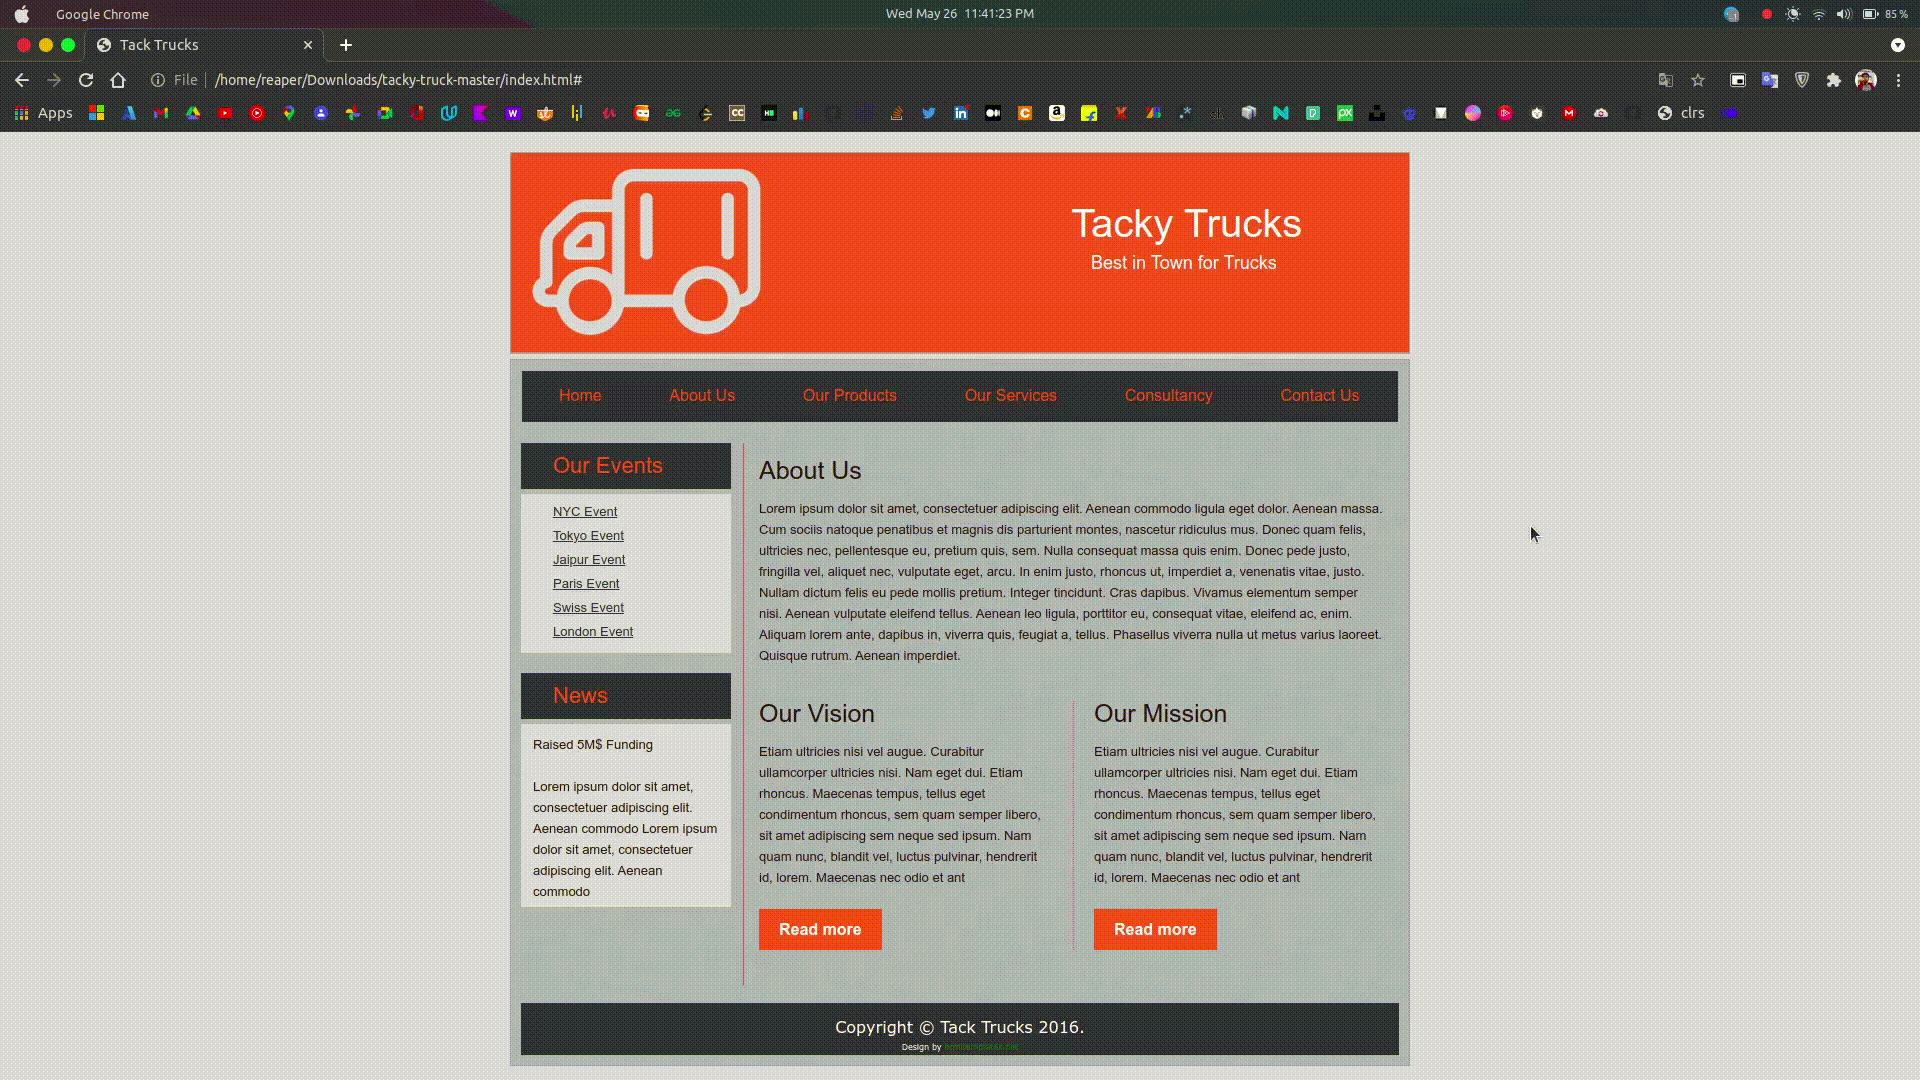 Google Chrome
Wed May 26 11:41:23 PM
85 %
Tack Trucks
File
/home/reaper/Downloads/tacky-truck-master/index.html#
Apps
clrs
Tacky Trucks
Best in Town for Trucks
Home
About Us
Our Products
Our Services
Consultancy
Contact Us
Our Events
NYC Event
Tokyo Event
Jaipur Event
Paris Event
Swiss Event
London Event
News
Raised 5M$ Funding
Lorem ipsum dolor sit amet,
consectetuer adipiscing elit.
Aenean commodo Lorem ipsum
dolor sit amet, consectetuer
adipiscing elit. Aenean
commodo
About Us
Lorem ipsum dolor sit amet, consectetuer adipiscing elit. Aenean commodo ligula eget dolor. Aenean massa.
Cum sociis natoque penatibus et magnis dis parturient montes, nascetur ridiculus mus. Donec quam felis,
ultricies nec, pellentesque eu, pretium quis, sem. Nulla consequat massa quis enim. Donec pede justo,
fringilla vel, aliquet nec, vulputate eget, arcu. In enim justo, rhoncus ut, imperdiet a, venenatis vitae, justo.
Nullam dictum felis eu pede mollis pretium. Integer tincidunt. Cras dapibus. Vivamus elementum semper
nisi. Aenean vulputate eleifend tellus. Aenean leo ligula, porttitor eu, consequat vitae, eleifend ac, enim.
Aliquam lorem ante, dapibus in, viverra quis, feugiat a, tellus. Phasellus viverra nulla ut metus varius laoreet.
Quisque rutrum. Aenean imperdiet.
Our Vision
Etiam ultricies nisi vel augue. Curabitur
ullamcorper ultricies nisi. Nam eget dui. Etiam
rhoncus. Maecenas tempus, tellus eget
condimentum rhoncus, sem quam semper libero,
sit amet adipiscing sem neque sed ipsum. Nam
quam nunc, blandit vel, luctus pulvinar, hendrerit
id, lorem. Maecenas nec odio et ant
Read more
Our Mission
Etiam ultricies nisi vel augue. Curabitur
ullamcorper ultricies nisi. Nam eget dui. Etiam
rhoncus. Maecenas tempus, tellus eget
condimentum rhoncus, sem quam semper libero,
sit amet adipiscing sem neque sed ipsum. Nam
quam nunc, blandit vel, luctus pulvinar, hendrerit
id, lorem. Maecenas nec odio et ant
Read more
Copyright © Tack Trucks 2016.
Design by